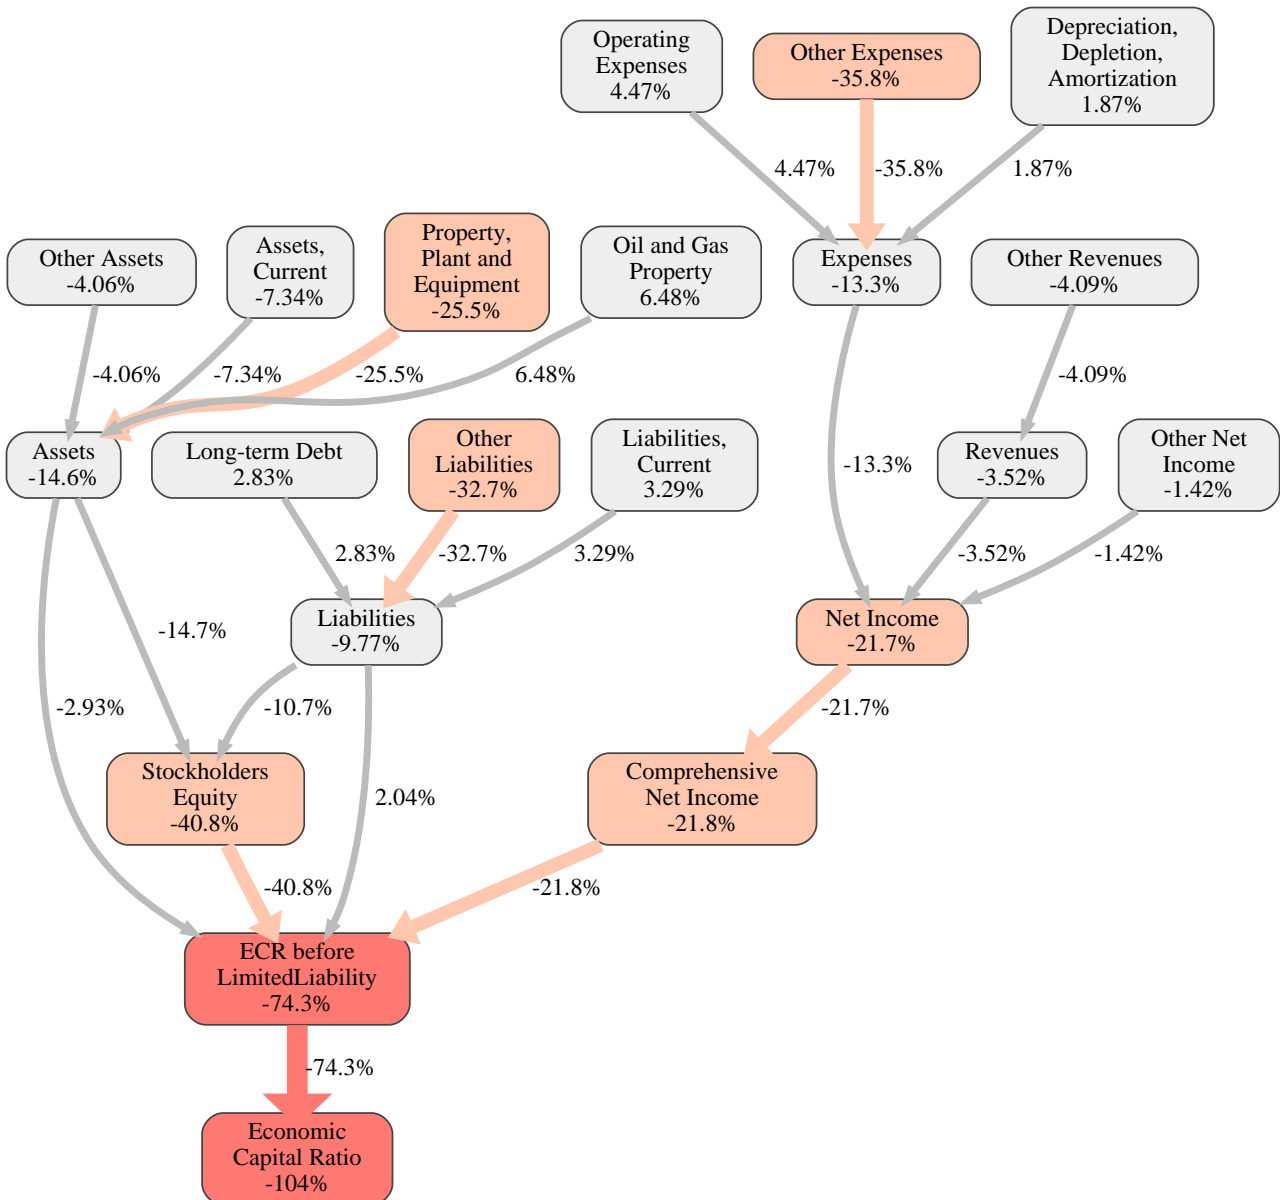 Operating
Expenses
4.47%
Other Expenses
-35.8%
Depreciation,
Depletion,
Amortization
1.87%
4.47%
-35.8%
1.87%
Other Assets
-4.06%
Assets,
Current
-7.34%
Property,
Plant and
Equipment
-25.5%
Oil and Gas
Property
6.48%
Expenses
-13.3%
Other Revenues
-4.09%
-4.06%
-7.34%
-25.5%
6.48%
-4.09%
Assets
-14.6%
Long-term Debt
2.83%
Other
Liabilities
-32.7%
Liabilities,
Current
3.29%
-13.3%
Revenues
-3.52%
Other Net
Income
-1.42%
2.83%
-32.7%
3.29%
-3.52%
-1.42%
-14.7%
Liabilities
-9.77%
Net Income
-21.7%
-2.93%
-10.7%
-21.7%
Stockholders
Equity
-40.8%
2.04%
Comprehensive
Net Income
-21.8%
-40.8%
-21.8%
ECR before
LimitedLiability
-74.3%
-74.3%
Economic
Capital Ratio
-104%